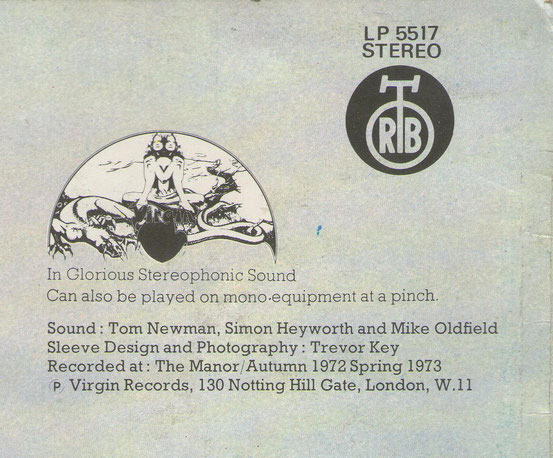 LP 5517
STEREO
RTB
Virgin
In Glorious Stereophonic Sound
Can also be played on mono-equipment at a pinch.
Sound : Tom Newman, Simon Heyworth and Mike Oldfield
Sleeve Design and Photography : Trevor Key
Recorded at : The Manor/Autumn 1972 Spring 1973
Ⓟ Virgin Records, 130 Notting Hill Gate, London, W.11